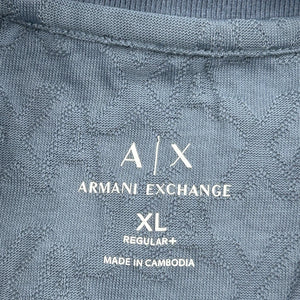 A|X
ARMANI EXCHANGE
XL
REGULAR+
MADE IN CAMBODIA